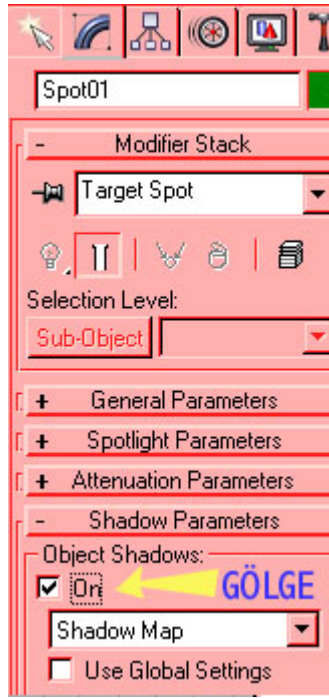 Spot01
- Modifier Stack
Target Spot
Selection Level:
Sub-Object
+ General Parameters
+ Spotlight Parameters
+ Attenuation Parameters
- Shadow Parameters
Object Shadows:
On GÖLGE
Shadow Map
Use Global Settings